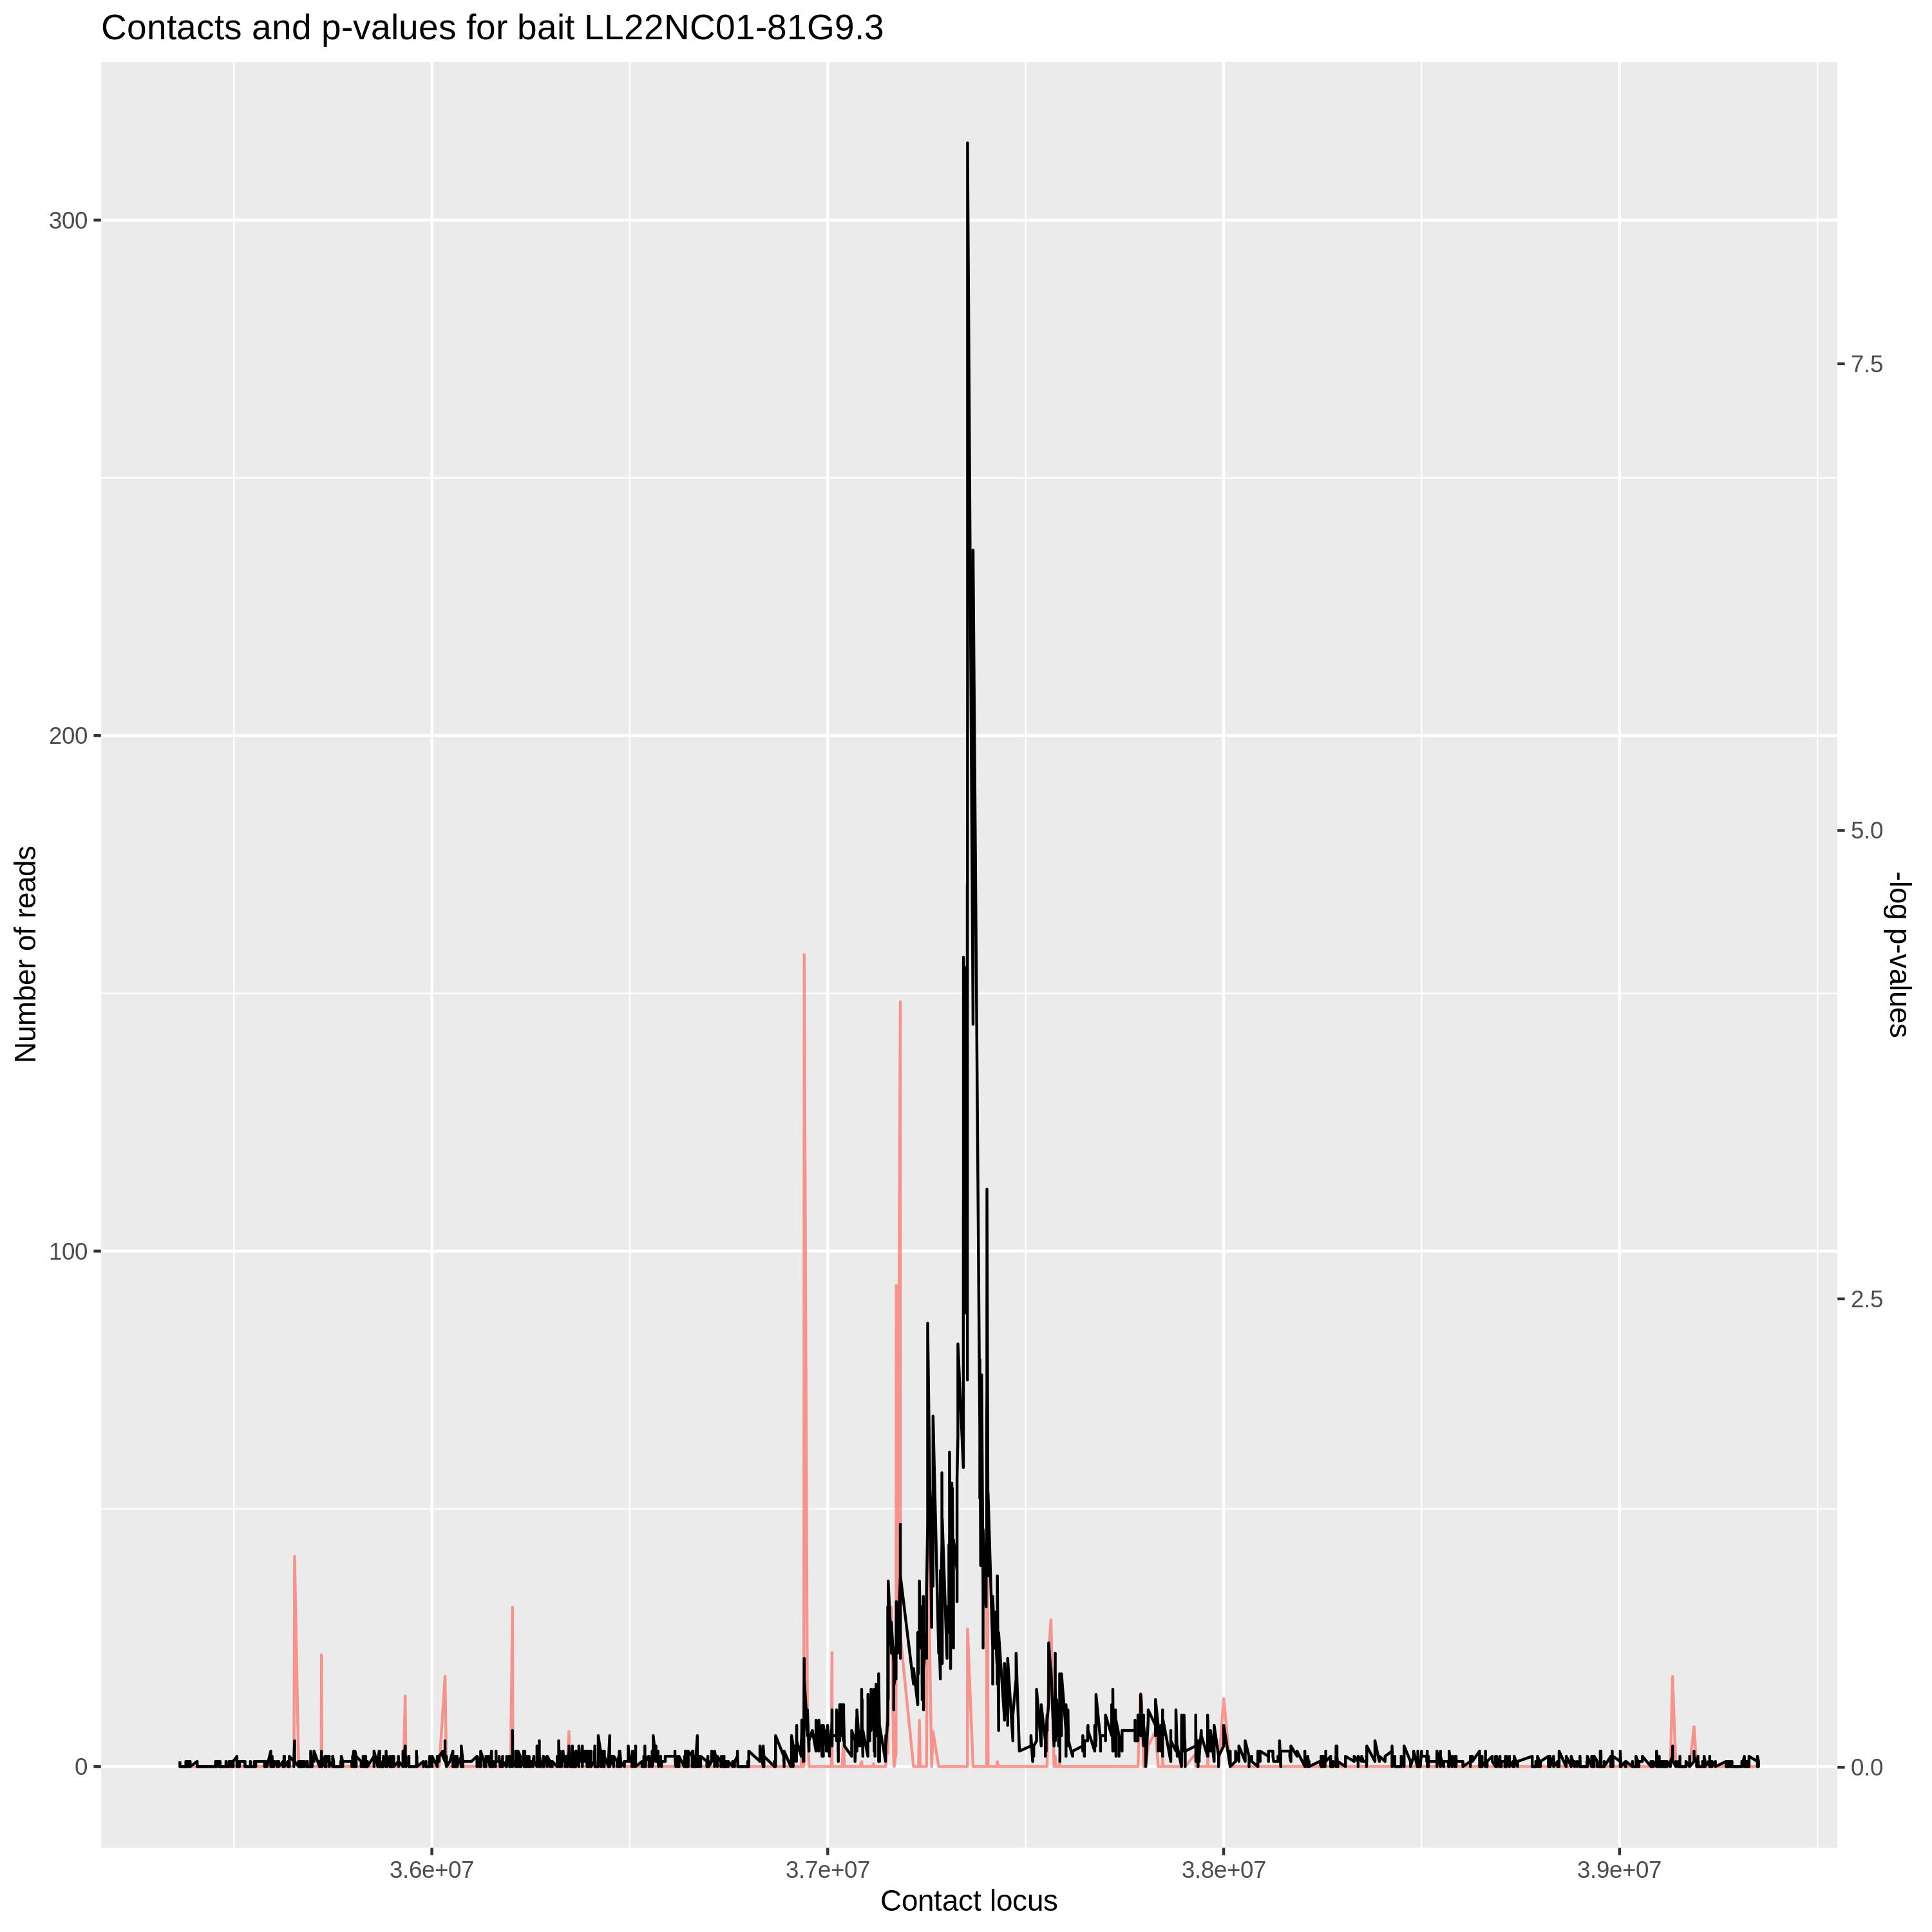 Contacts and p-values for bait LL22NC01-81G9.3
300
200
100
0
Number of reads
7.5
5.0
2.5
0.0
-log p-values
3.6e+07
3.7e+07
3.8e+07
3.9e+07
Contact locus